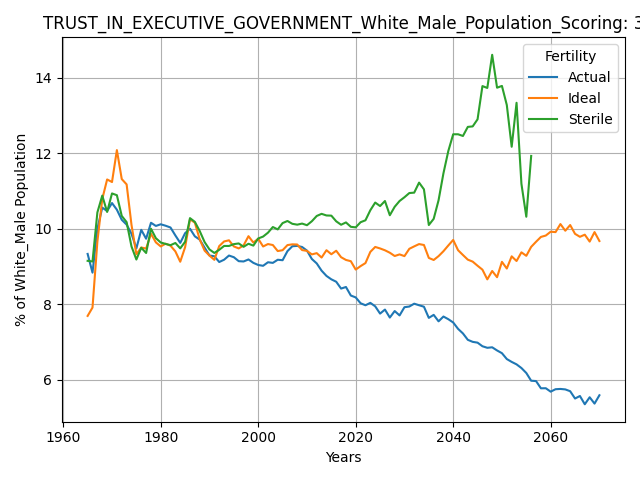 TRUST_IN_EXECUTIVE_GOVERNMENT_White_Male_Population_Scoring: 3
Fertility
Actual
Ideal
Sterile
% of White_Male Population
14
12
10
8
6
1960 1980 2000 2020 2040 2060
Years